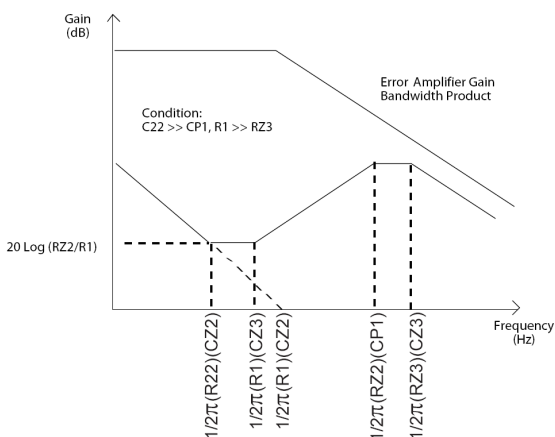 Gain
(dB)
Error Amplifier Gain
Bandwidth Product
Condition:
C22 >> CP1, R1 >> RZ3
20 Log (RZ2/R1)
Frequency
(Hz)
1/2π(R22)(CZ2)
1/2π(R1)(CZ3)
1/2π(R1)(CZ2)
1/2π(RZ2)(CP1)
1/2π(RZ3)(CZ3)